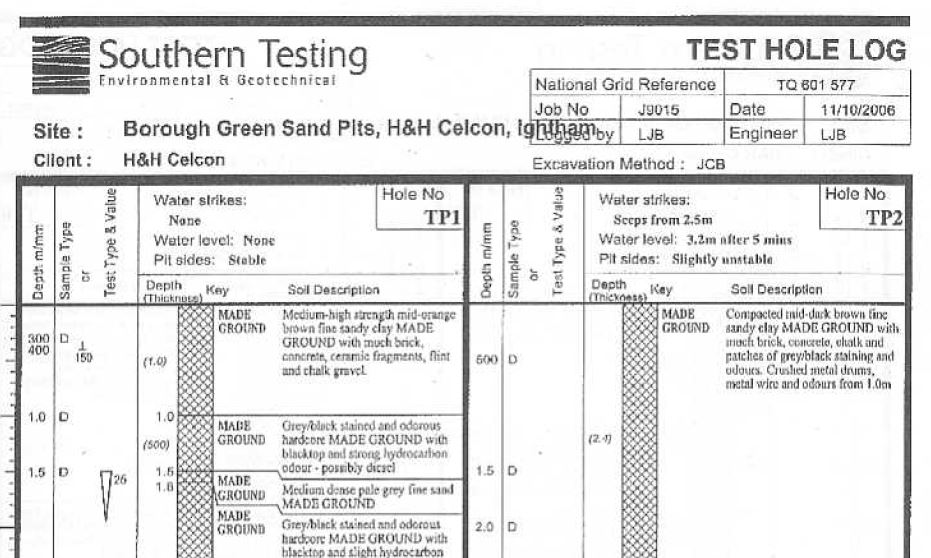 Southern Testing
Environmental & Geotechnical
TEST HOLE LOG
National Grid Reference TQ 601 577
Job No J9015 Date 11/10/2006
Logged by LJB Engineer LJB
Site : Borough Green Sand Pits, H&H Celcon, Ightham
Client : H&H Celcon
Excavation Method : JCB
Depth m/mm
Sample Type
or
Test Type & Value
Water strikes:
None
Water level: None
Pit sides: Stable
Hole No
TP1
Depth (Thickness) Key Soil Description
300 D
400
⊥
150
(1.0)
MADE GROUND
Medium-high strength mid-orange
brown fine sandy clay MADE
GROUND with much brick,
concrete, ceramic fragments, flint
and chalk gravel.
1.0 D
1.0
(500)
MADE GROUND
Grey/black stained and odorous
hardcore MADE GROUND with
blacktop and strong hydrocarbon
odour - possibly diesel
1.5 D
26
1.5
1.6
MADE GROUND
Medium dense pale grey fine sand
MADE GROUND
MADE GROUND
Grey/black stained and odorous
hardcore MADE GROUND with
blacktop and slight hydrocarbon
Depth m/mm
Sample Type
or
Test Type & Value
Water strikes:
Seeps from 2.5m
Water level: 3.2m after 5 mins
Pit sides: Slightly unstable
Hole No
TP2
Depth (Thickness) Key Soil Description
500 D
MADE GROUND
Compacted mid-dark brown fine
sandy clay MADE GROUND with
much brick, concrete, chalk and
patches of grey/black staining and
odours. Crushed metal drums,
metal wire and odours from 1.0m
1.5 D
2.0 D